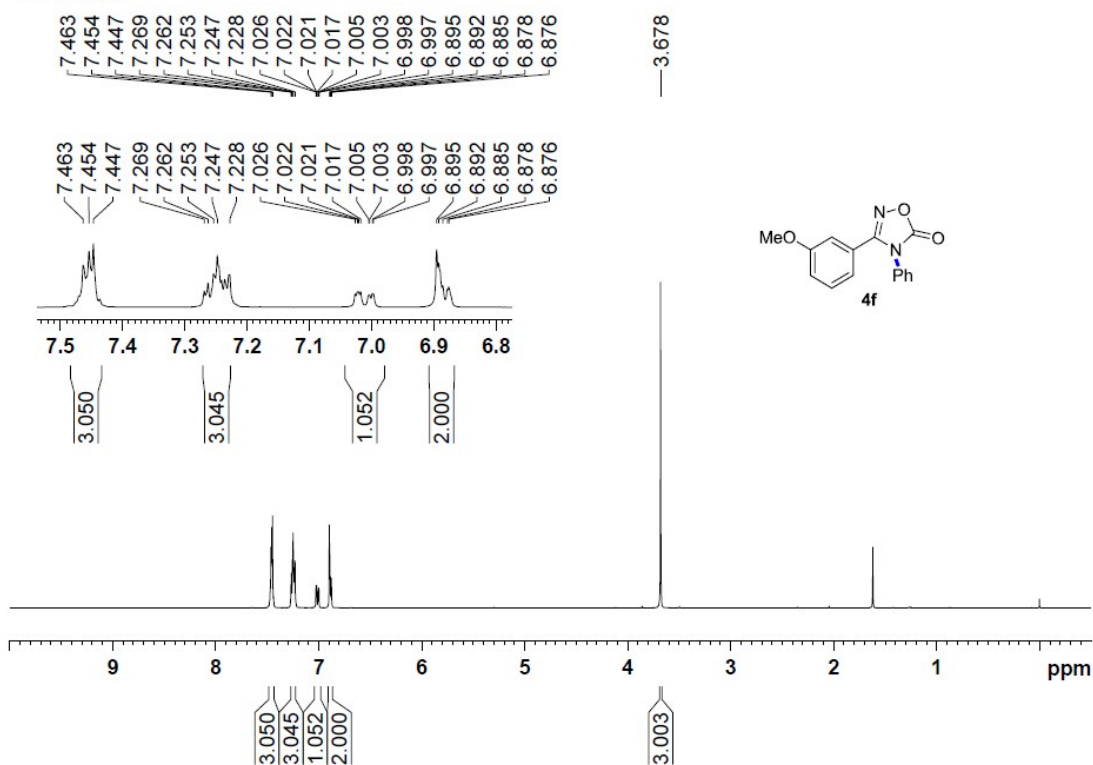 7.463 7.454 7.447 7.269 7.262 7.253 7.247 7.228 7.026 7.022 7.021 7.017 7.005 7.003 6.998 6.997 6.895 6.892 6.885 6.878 6.876 3.678
7.463 7.454 7.447 7.269 7.262 7.253 7.247 7.228 7.026 7.022 7.021 7.017 7.005 7.003 6.998 6.997 6.895 6.892 6.885 6.878 6.876
N O
MeO O
N
Ph
4f
7.5 7.4 7.3 7.2 7.1 7.0 6.9 6.8
3.050 3.045 1.052 2.000
9 8 7 6 5 4 3 2 1 ppm
3.050 3.045 1.052 2.000 3.003